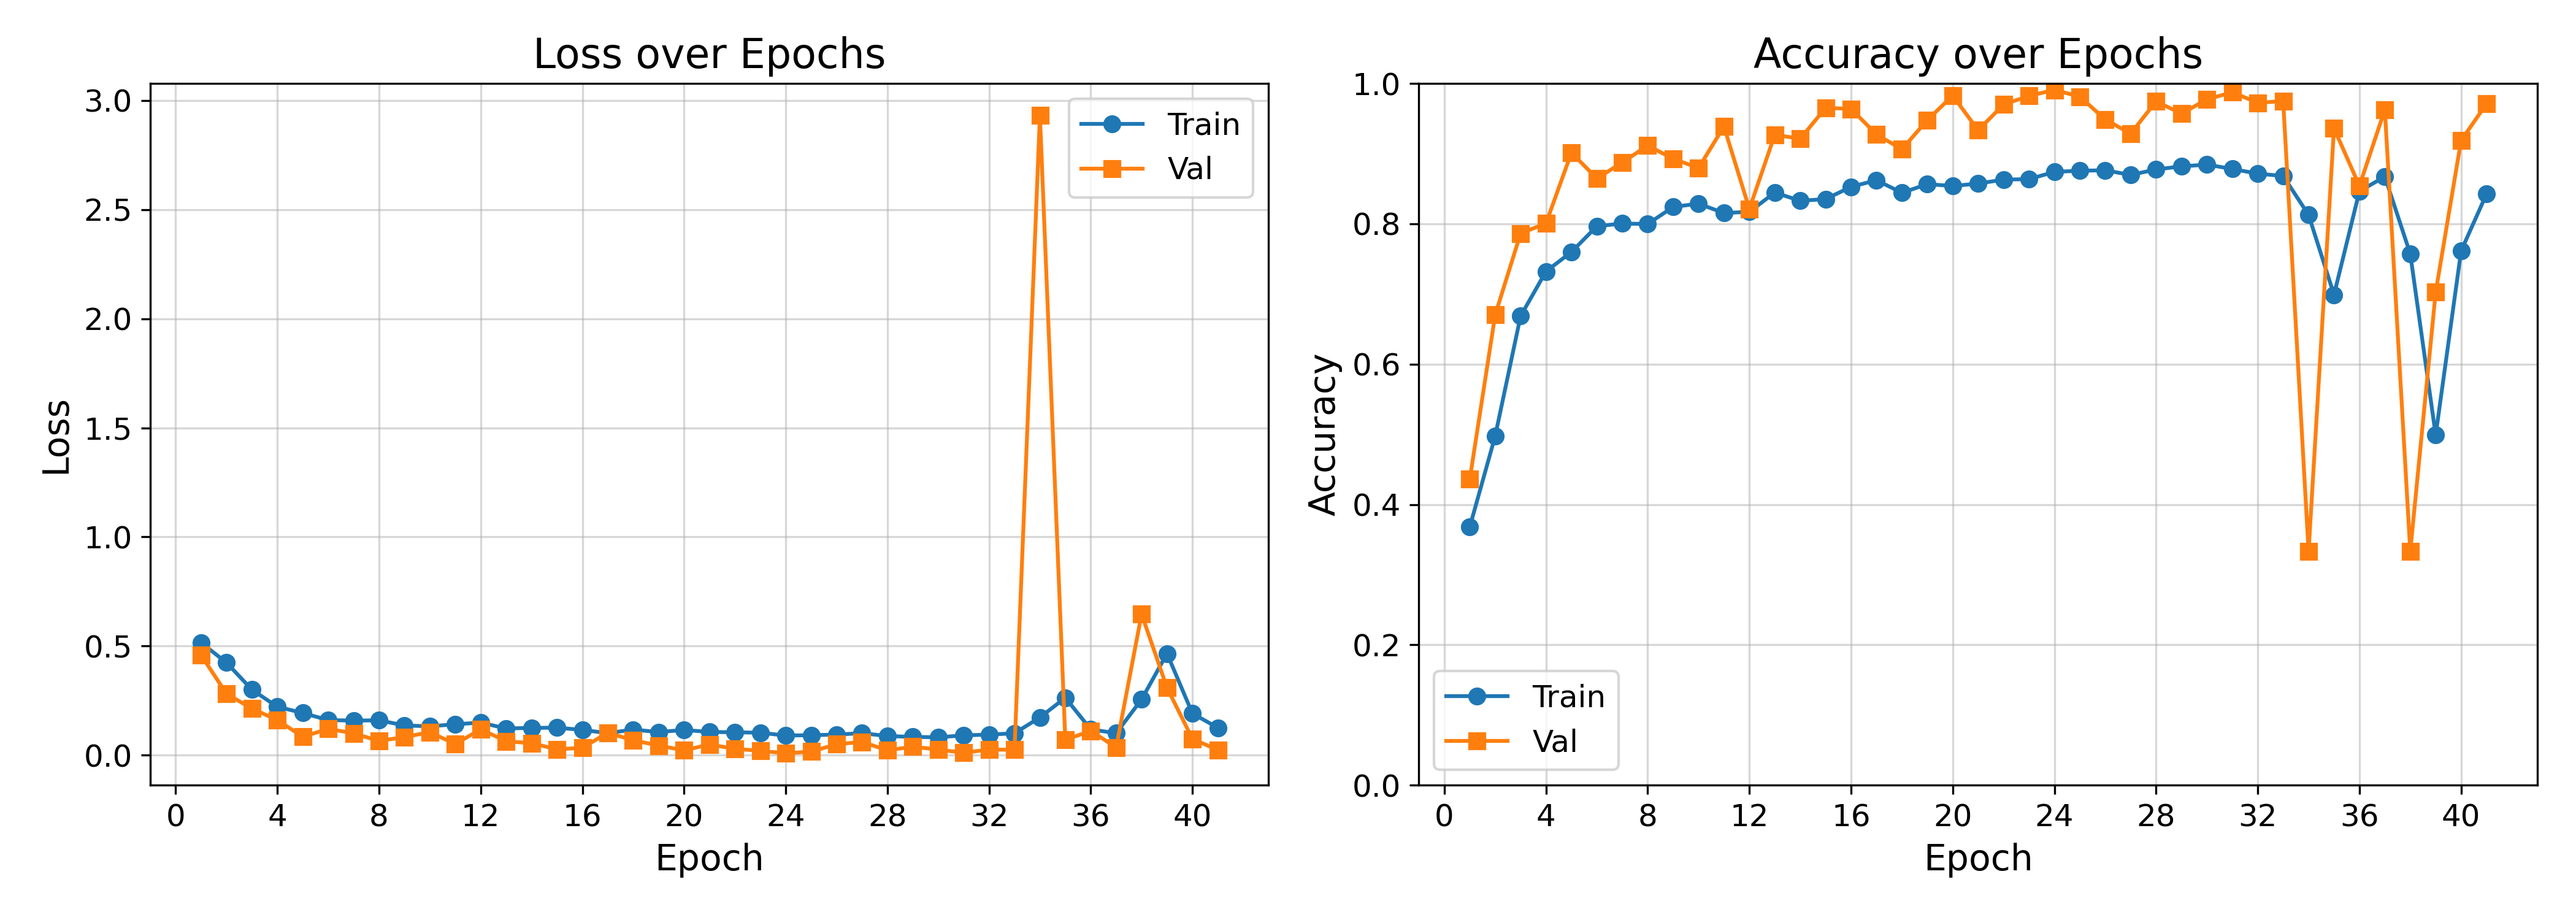 Loss over Epochs
Loss
3.0
2.5
2.0
1.5
1.0
0.5
0.0
0 4 8 12 16 20 24 28 32 36 40
Epoch
Train
Val
Accuracy over Epochs
Accuracy
1.0
0.8
0.6
0.4
0.2
0.0
0 4 8 12 16 20 24 28 32 36 40
Epoch
Train
Val